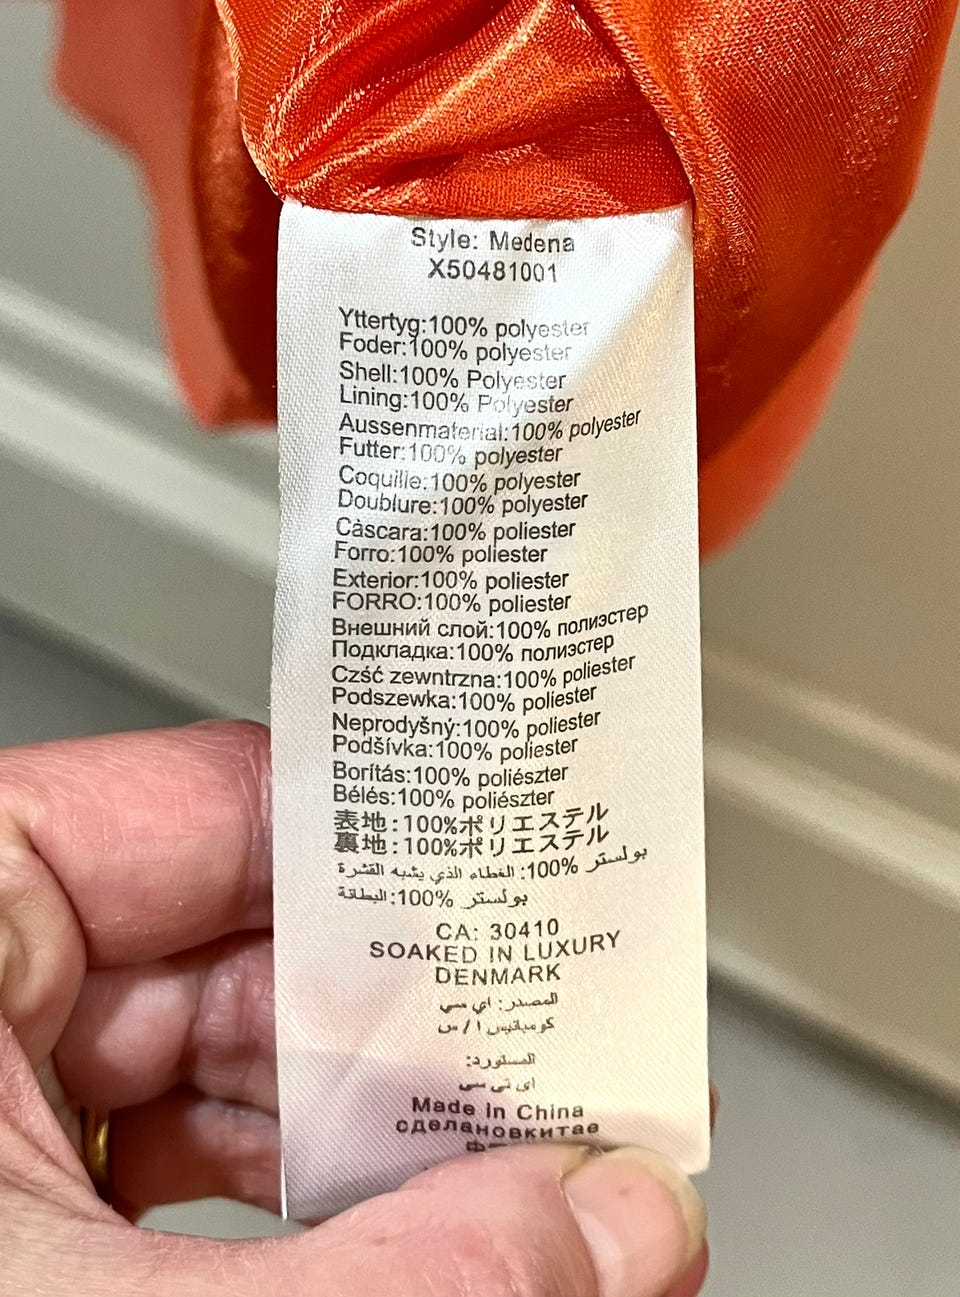 Style: Medena
X50481001
Yttertyg:100% polyester
Foder:100% polyester
Shell:100% Polyester
Lining:100% Polyester
Aussenmaterial:100% polyester
Futter:100% polyester
Coquille:100% polyester
Doublure:100% polyester
Càscara:100% poliester
Forro:100% poliester
Exterior:100% poliester
FORRO:100% poliester
Внешний слой:100% полиэстер
Подкладка:100% полиэстер
Czść zewntrzna:100% poliester
Podszewka:100% poliester
Neprodyšný:100% poliester
Podšívka:100% poliester
Borítás:100% poliészter
Bélés:100% poliészter
表地:100%ポリエステル
裏地:100%ポリエステル
بولستر %100: الغطاء الذي يشبه القشرة
بولستر %100: البطانة
CA: 30410
SOAKED IN LUXURY
DENMARK
المصدر: اي سي
كومبانيس ا/س
المستورد:
اي تي سي
Made in China
сделановкитае